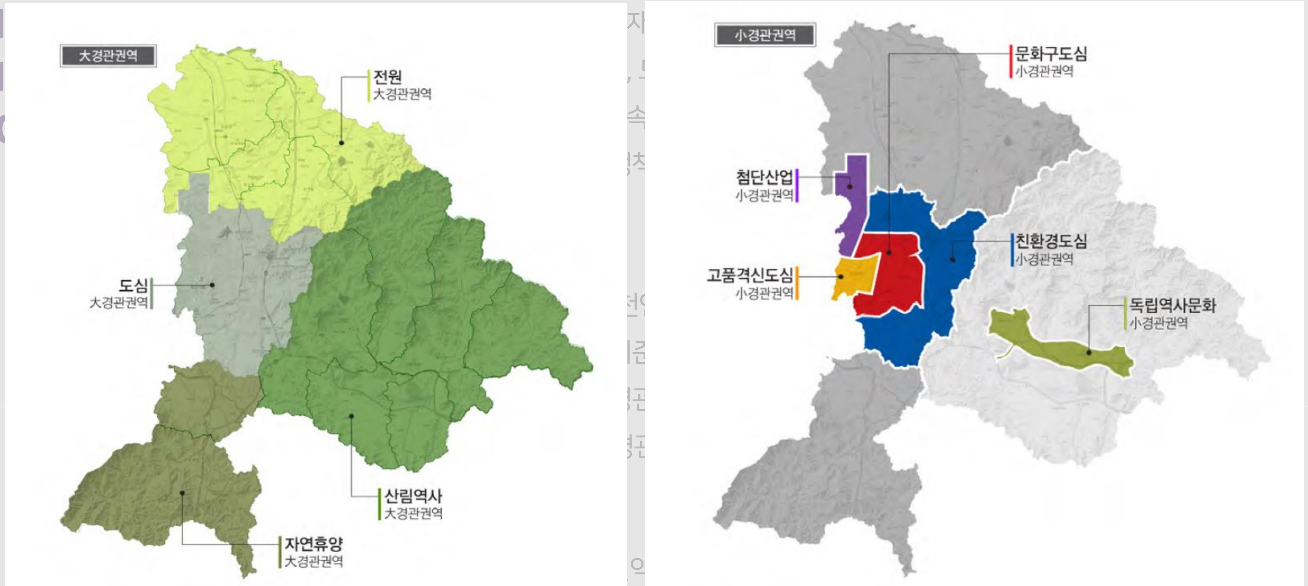 大경관권역
전원
大경관권역
도심
大경관권역
산림역사
大경관권역
자연휴양
大경관권역
小경관권역
문화구도심
小경관권역
첨단산업
小경관권역
친환경도심
小경관권역
고품격신도심
小경관권역
독립역사문화
小경관권역